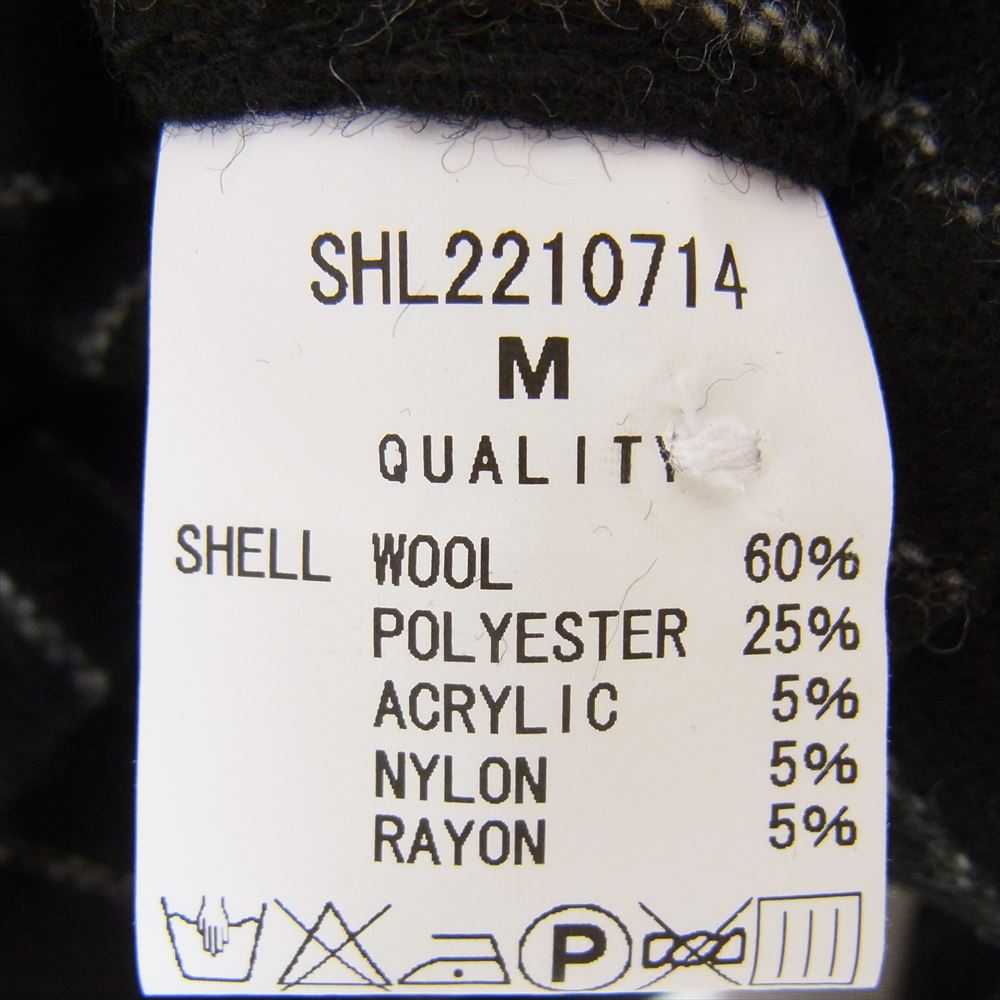 SHL2210714
M
QUALITY
SHELL WOOL 60%
POLYESTER 25%
ACRYLIC 5%
NYLON 5%
RAYON 5%
P